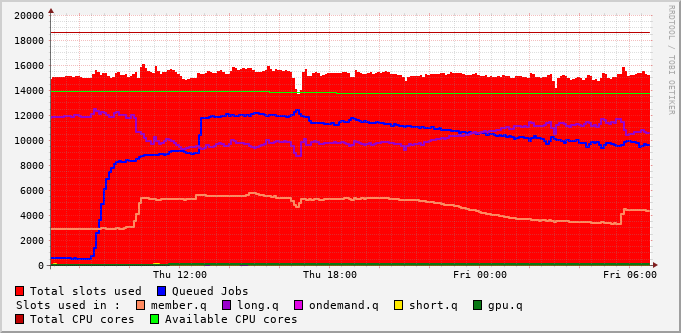 RRDTOOL / TOBI OETIKER
20000
18000
16000
14000
12000
10000
8000
6000
4000
2000
0
Thu 12:00 Thu 18:00 Fri 00:00 Fri 06:00
Total slots used Queued Jobs
Slots used in : member.q long.q ondemand.q short.q gpu.q
Total CPU cores Available CPU cores